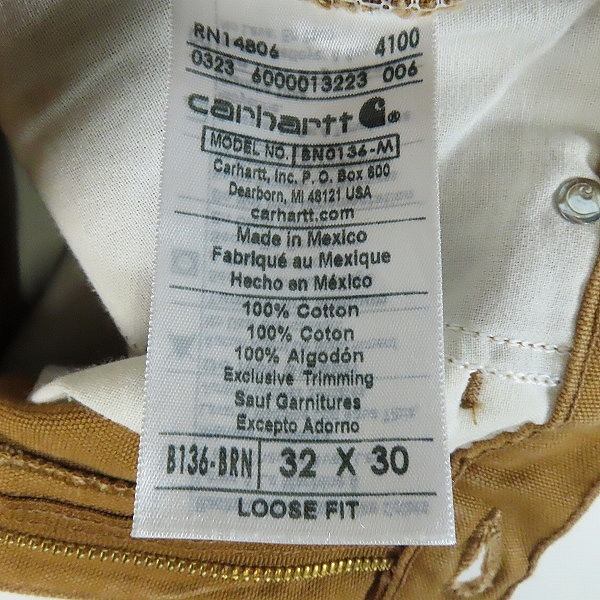 RN14806 4100
0323 6000013223 006
carhartt
MODEL NO. BN0136-M
Carhartt, Inc. P. O. Box 600
Dearborn, MI 48121 USA
carhartt.com
Made in Mexico
Fabriqué au Mexique
Hecho en México
100% Cotton
100% Coton
100% Algodón
Exclusive Trimming
Sauf Garnitures
Excepto Adorno
B136-BRN 32 X 30
LOOSE FIT